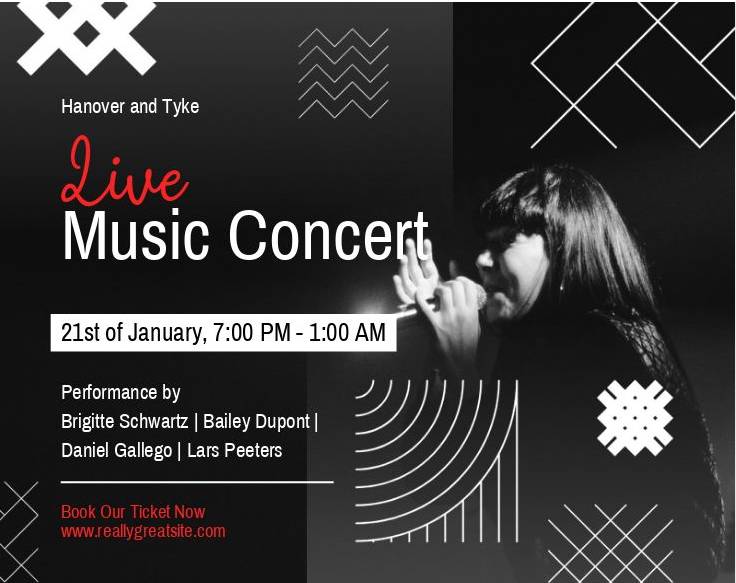 Hanover and Tyke
Live
Music Concert
21st of January, 7:00 PM - 1:00 AM
Performance by
Brigitte Schwartz | Bailey Dupont |
Daniel Gallego | Lars Peeters
Book Our Ticket Now
www.reallygreatsite.com